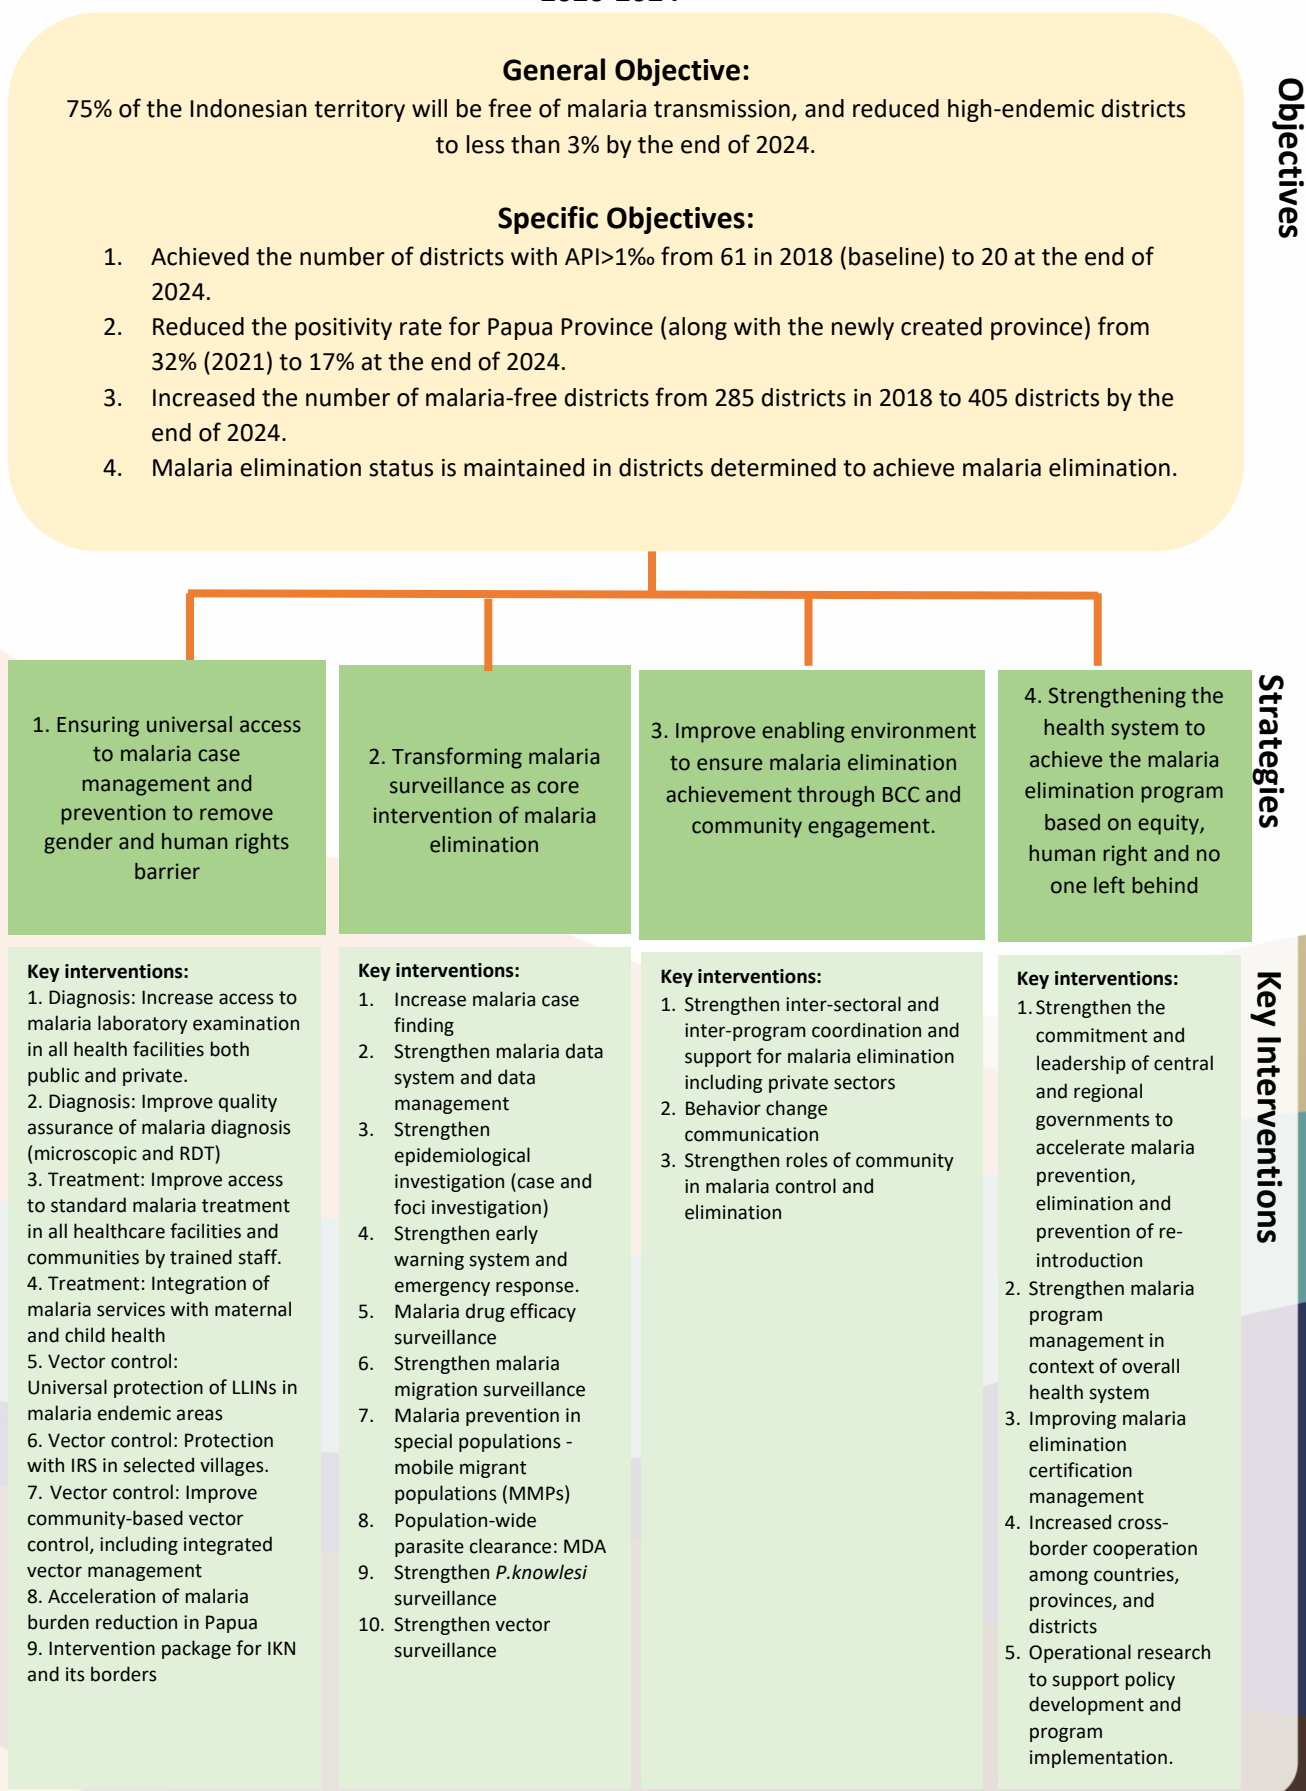 General Objective:
75% of the Indonesian territory will be free of malaria transmission, and reduced high-endemic districts
to less than 3% by the end of 2024.
Specific Objectives:
1. Achieved the number of districts with API>1‰ from 61 in 2018 (baseline) to 20 at the end of
2024.
2. Reduced the positivity rate for Papua Province (along with the newly created province) from
32% (2021) to 17% at the end of 2024.
3. Increased the number of malaria-free districts from 285 districts in 2018 to 405 districts by the
end of 2024.
4. Malaria elimination status is maintained in districts determined to achieve malaria elimination.
Objectives
1. Ensuring universal access
to malaria case
management and
prevention to remove
gender and human rights
barrier
2. Transforming malaria
surveillance as core
intervention of malaria
elimination
3. Improve enabling environment
to ensure malaria elimination
achievement through BCC and
community engagement.
4. Strengthening the
health system to
achieve the malaria
elimination program
based on equity,
human right and no
one left behind
Strategies
Key interventions:
1. Diagnosis: Increase access to
malaria laboratory examination
in all health facilities both
public and private.
2. Diagnosis: Improve quality
assurance of malaria diagnosis
(microscopic and RDT)
3. Treatment: Improve access
to standard malaria treatment
in all healthcare facilities and
communities by trained staff.
4. Treatment: Integration of
malaria services with maternal
and child health
5. Vector control:
Universal protection of LLINs in
malaria endemic areas
6. Vector control: Protection
with IRS in selected villages.
7. Vector control: Improve
community-based vector
control, including integrated
vector management
8. Acceleration of malaria
burden reduction in Papua
9. Intervention package for IKN
and its borders
Key interventions:
1. Increase malaria case
finding
2. Strengthen malaria data
system and data
management
3. Strengthen
epidemiological
investigation (case and
foci investigation)
4. Strengthen early
warning system and
emergency response.
5. Malaria drug efficacy
surveillance
6. Strengthen malaria
migration surveillance
7. Malaria prevention in
special populations -
mobile migrant
populations (MMPs)
8. Population-wide
parasite clearance: MDA
9. Strengthen P.knowlesi
surveillance
10. Strengthen vector
surveillance
Key interventions:
1. Strengthen inter-sectoral and
inter-program coordination and
support for malaria elimination
including private sectors
2. Behavior change
communication
3. Strengthen roles of community
in malaria control and
elimination
Key interventions:
1. Strengthen the
commitment and
leadership of central
and regional
governments to
accelerate malaria
prevention,
elimination and
prevention of re-
introduction
2. Strengthen malaria
program
management in
context of overall
health system
3. Improving malaria
elimination
certification
management
4. Increased cross-
border cooperation
among countries,
provinces, and
districts
5. Operational research
to support policy
development and
program
implementation.
Key Interventions